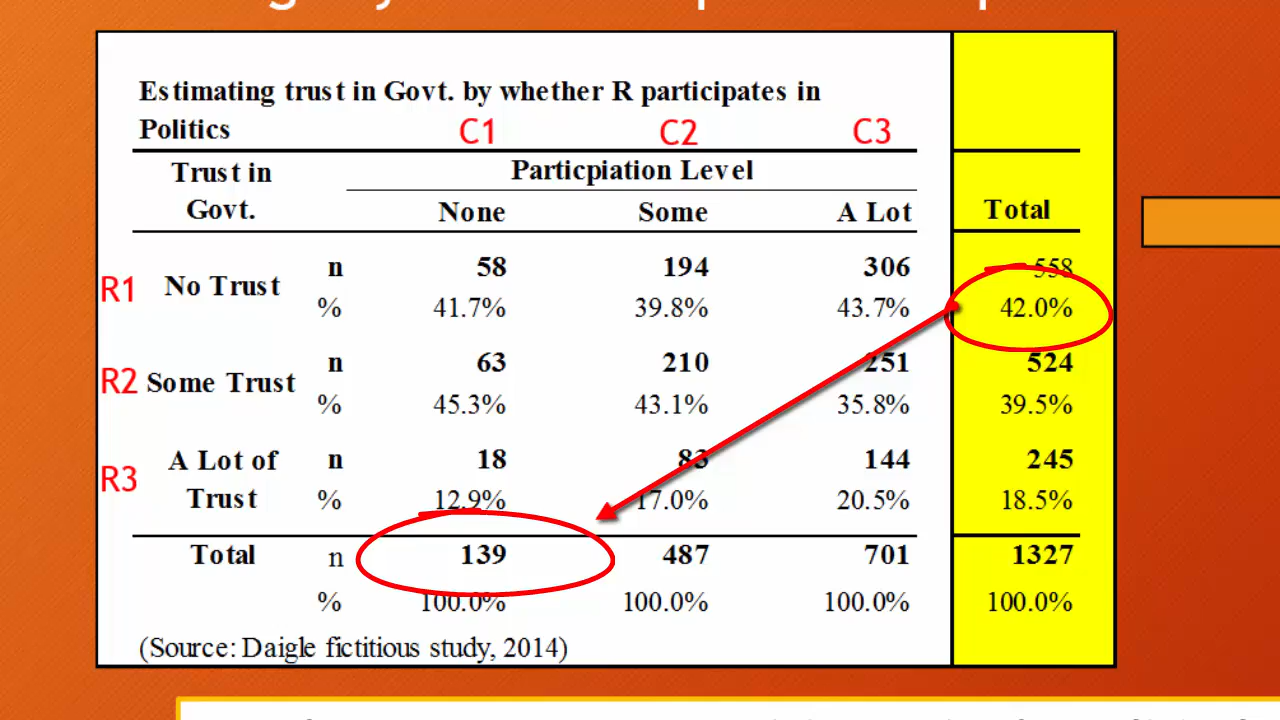 Estimating trust in Govt. by whether R participates in
Politics C1 C2 C3
Trust in Particpiation Level
Govt. None Some A Lot Total
n 58 194 306 558
R1 No Trust
% 41.7% 39.8% 43.7% 42.0%
n 63 210 251 524
R2 Some Trust
% 45.3% 43.1% 35.8% 39.5%
A Lot of n 18 83 144 245
R3
Trust % 12.9% 17.0% 20.5% 18.5%
Total n 139 487 701 1327
% 100.0% 100.0% 100.0% 100.0%
(Source: Daigle fictitious study, 2014)